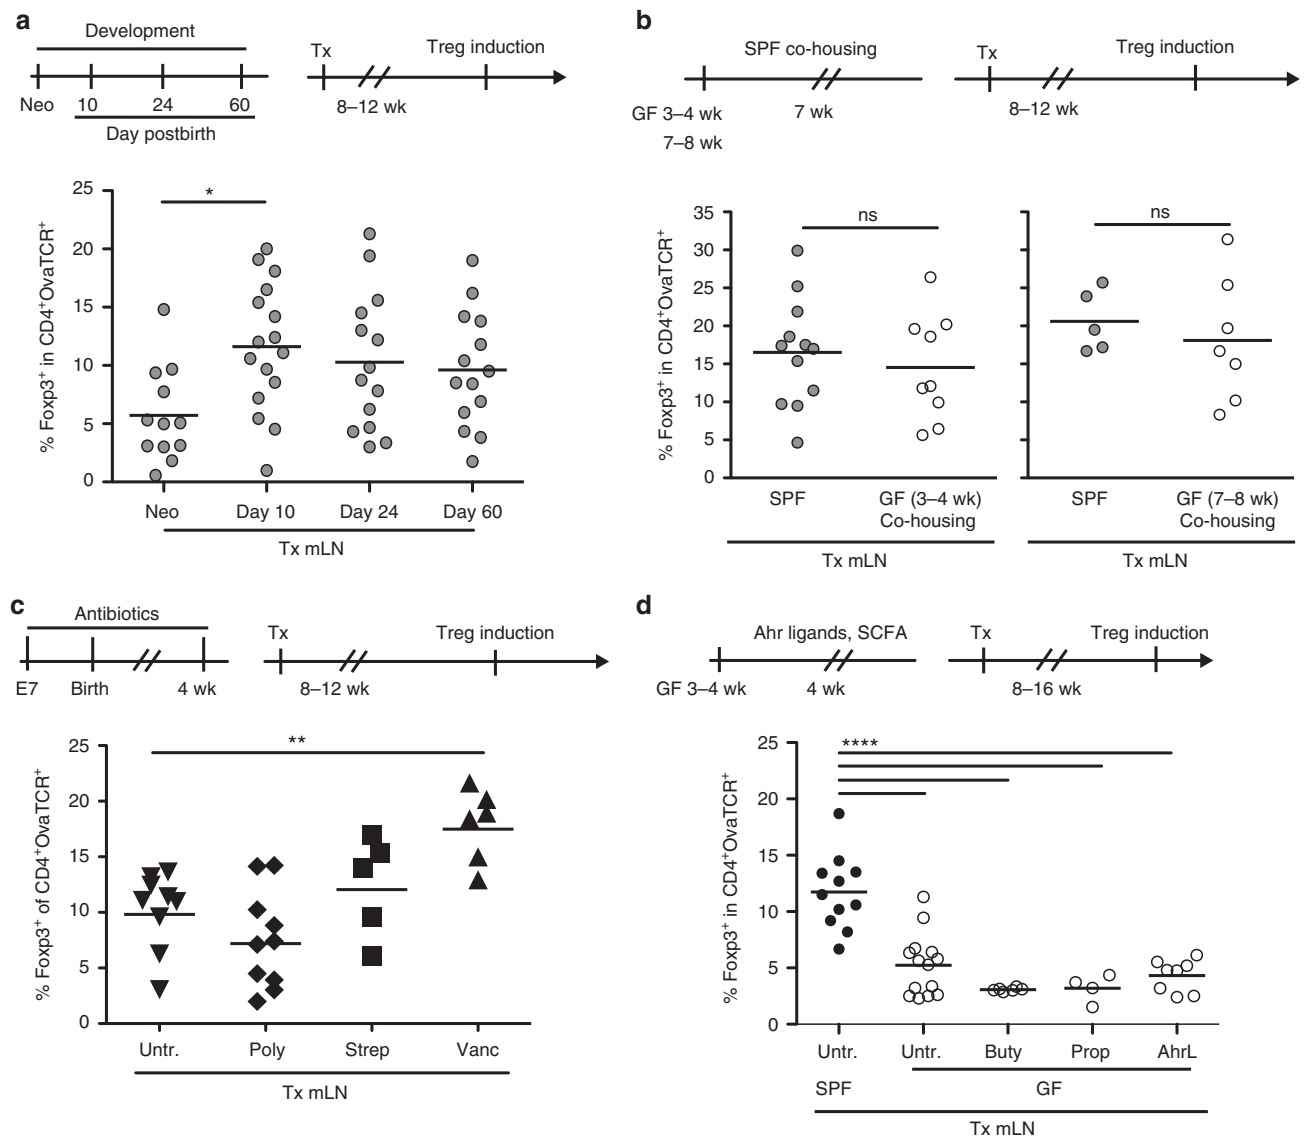 a
Development
Tx
Treg induction
Neo 10 24 60
8–12 wk
Day postbirth
% Foxp3⁺ in CD4⁺OvaTCR⁺
25
20
15
10
5
0
*
Neo Day 10 Day 24 Day 60
Tx mLN
b
SPF co-housing
Tx
Treg induction
GF 3–4 wk
7–8 wk
7 wk
8–12 wk
% Foxp3⁺ in CD4⁺OvaTCR⁺
35
30
25
20
15
10
5
0
ns
ns
SPF
GF (3–4 wk)
Co-housing
Tx mLN
SPF
GF (7–8 wk)
Co-housing
Tx mLN
c
Antibiotics
Tx
Treg induction
E7 Birth 4 wk
8–12 wk
% Foxp3⁺ of CD4⁺OvaTCR⁺
25
20
15
10
5
0
**
Untr. Poly Strep Vanc
Tx mLN
d
Ahr ligands, SCFA
Tx
Treg induction
GF 3–4 wk
4 wk
8–16 wk
% Foxp3⁺ in CD4⁺OvaTCR⁺
25
20
15
10
5
0
****
Untr. Untr. Buty Prop AhrL
SPF GF
Tx mLN